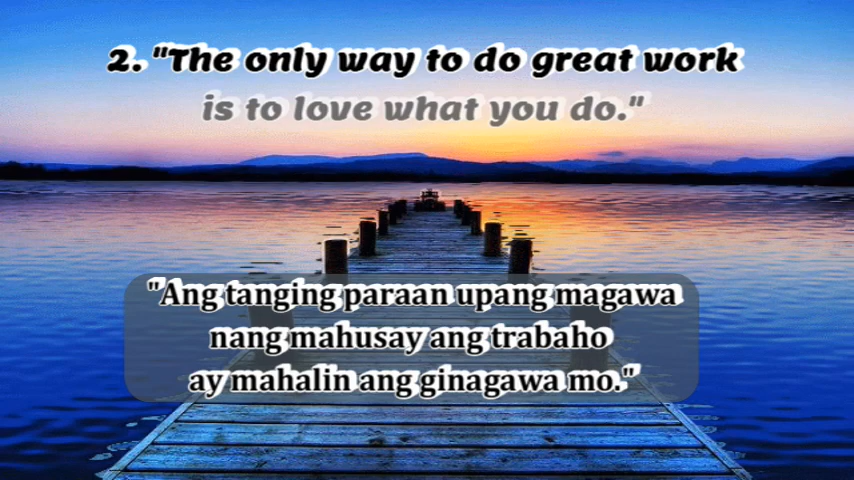 2. "The only way to do great work
is to love what you do."
"Ang tanging paraan upang magawa
nang mahusay ang trabaho
ay mahalin ang ginagawa mo."